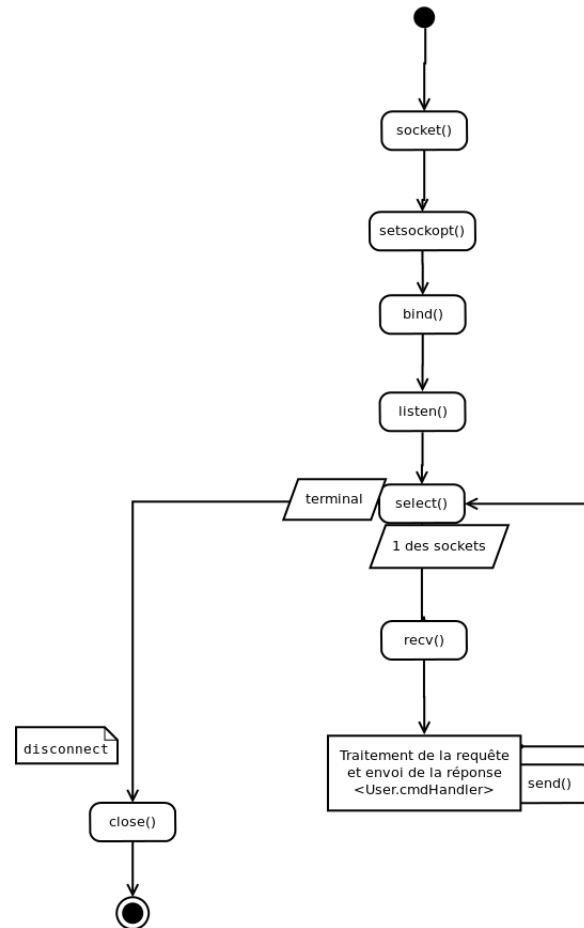 socket()
setsockopt()
bind()
listen()
terminal
select()
1 des sockets
recv()
disconnect
Traitement de la requête
et envoi de la réponse
<User.cmdHandler>
send()
close()